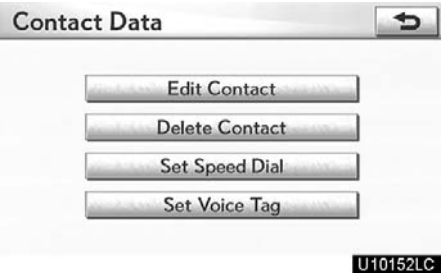 Contact Data
Edit Contact
Delete Contact
Set Speed Dial
Set Voice Tag
U10152LC